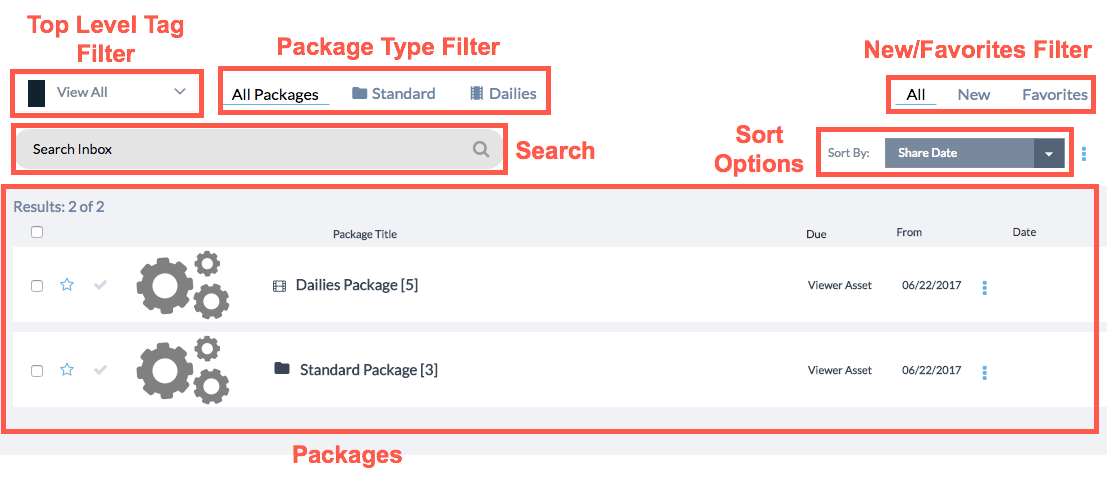 Top Level Tag
Filter
Package Type Filter
New/Favorites Filter
View All
All Packages Standard Dailies
All New Favorites
Search Inbox
Search
Sort
Options
Sort By: Share Date
Results: 2 of 2
Package Title Due From Date
Dailies Package [5] Viewer Asset 06/22/2017
Standard Package [3] Viewer Asset 06/22/2017
Packages